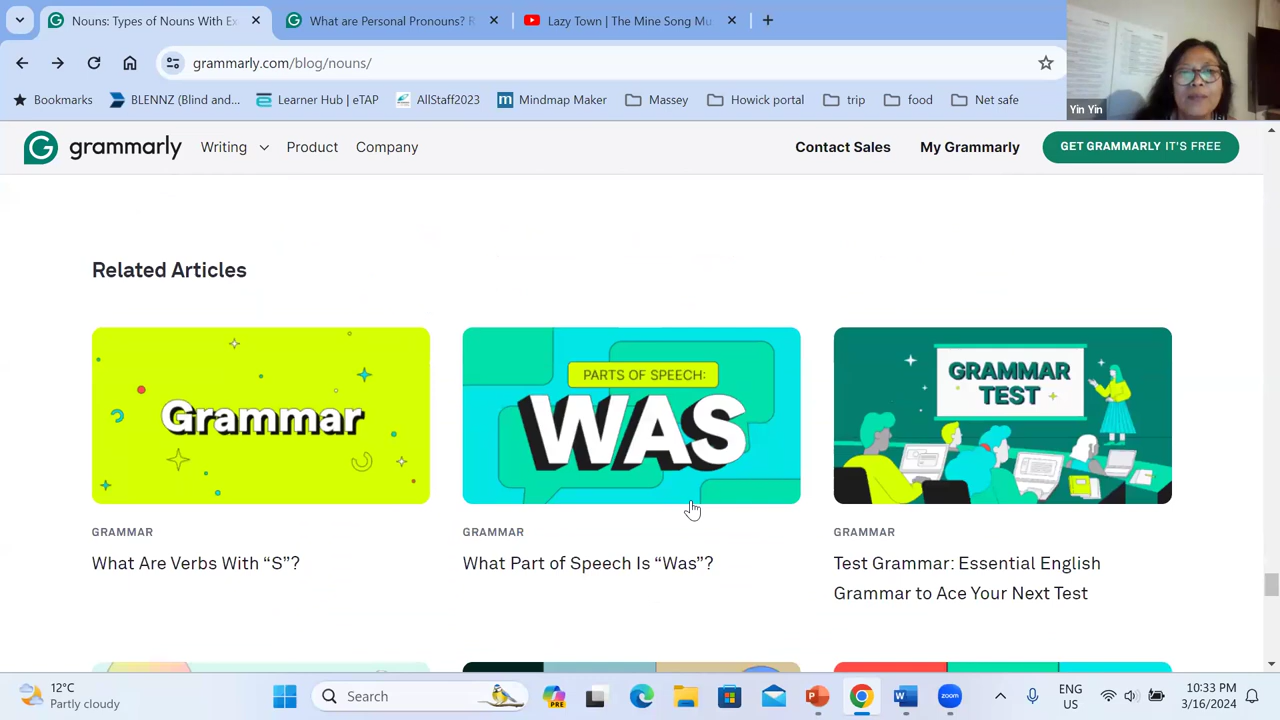 Nouns: Types of Nouns With Ex
What are Personal Pronouns? R
Lazy Town | The Mine Song Mu
grammarly.com/blog/nouns/
Bookmarks
BLENNZ (Blind and...
Learner Hub | eTAP
AllStaff2023
Mindmap Maker
Massey
Howick portal
trip
food
Net safe
Yin Yin
grammarly
Writing
Product
Company
Contact Sales
My Grammarly
GET GRAMMARLY IT'S FREE
Related Articles
Grammar
PARTS OF SPEECH:
WAS
GRAMMAR
TEST
GRAMMAR
What Are Verbs With “S”?
GRAMMAR
What Part of Speech Is “Was”?
GRAMMAR
Test Grammar: Essential English
Grammar to Ace Your Next Test
12°C
Partly cloudy
Search
PRE
zoom
ENG
US
10:33 PM
3/16/2024